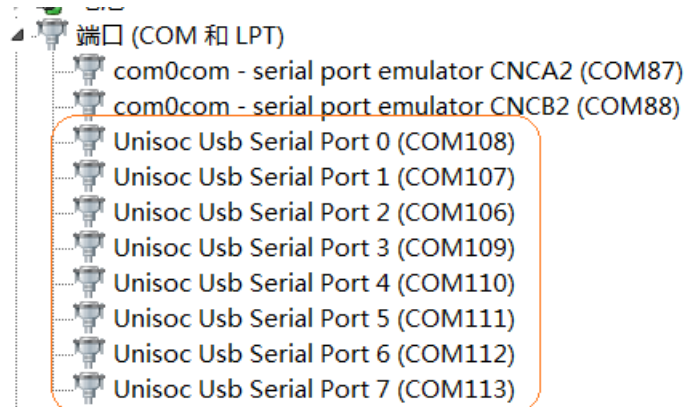 端口 (COM 和 LPT)
com0com - serial port emulator CNCA2 (COM87)
com0com - serial port emulator CNCB2 (COM88)
Unisoc Usb Serial Port 0 (COM108)
Unisoc Usb Serial Port 1 (COM107)
Unisoc Usb Serial Port 2 (COM106)
Unisoc Usb Serial Port 3 (COM109)
Unisoc Usb Serial Port 4 (COM110)
Unisoc Usb Serial Port 5 (COM111)
Unisoc Usb Serial Port 6 (COM112)
Unisoc Usb Serial Port 7 (COM113)